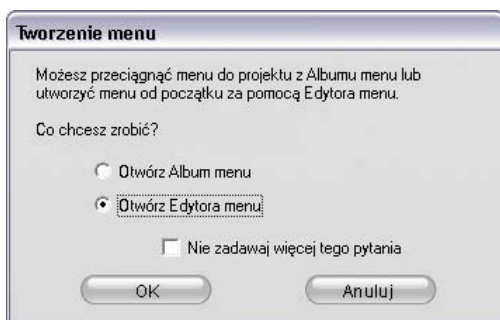 Tworzenie menu
Możesz przeciągnąć menu do projektu z Albumu menu lub
utworzyć menu od początku za pomocą Edytora menu.
Co chcesz zrobić?
Otwórz Album menu
Otwórz Edytora menu
Nie zadawaj więcej tego pytania
OK
Anuluj